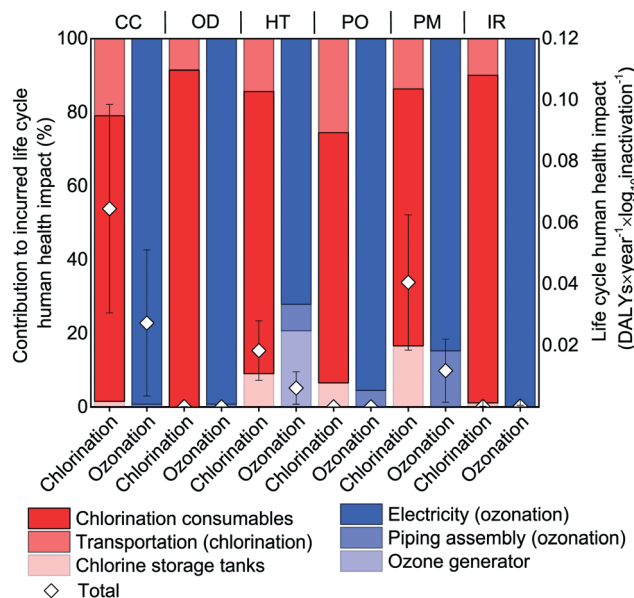 CC | OD | HT | PO | PM | IR
100
80
60
40
20
0
Contribution to incurred life cycle
human health impact (%)
0.12
0.10
0.08
0.06
0.04
0.02
Life cycle human health impact
(DALYs×year⁻¹×log₁₀inactivation⁻¹)
Chlorination
Ozonation
Chlorination
Ozonation
Chlorination
Ozonation
Chlorination
Ozonation
Chlorination
Ozonation
Chlorination
Ozonation
Chlorination consumables
Transportation (chlorination)
Chlorine storage tanks
Total
Electricity (ozonation)
Piping assembly (ozonation)
Ozone generator